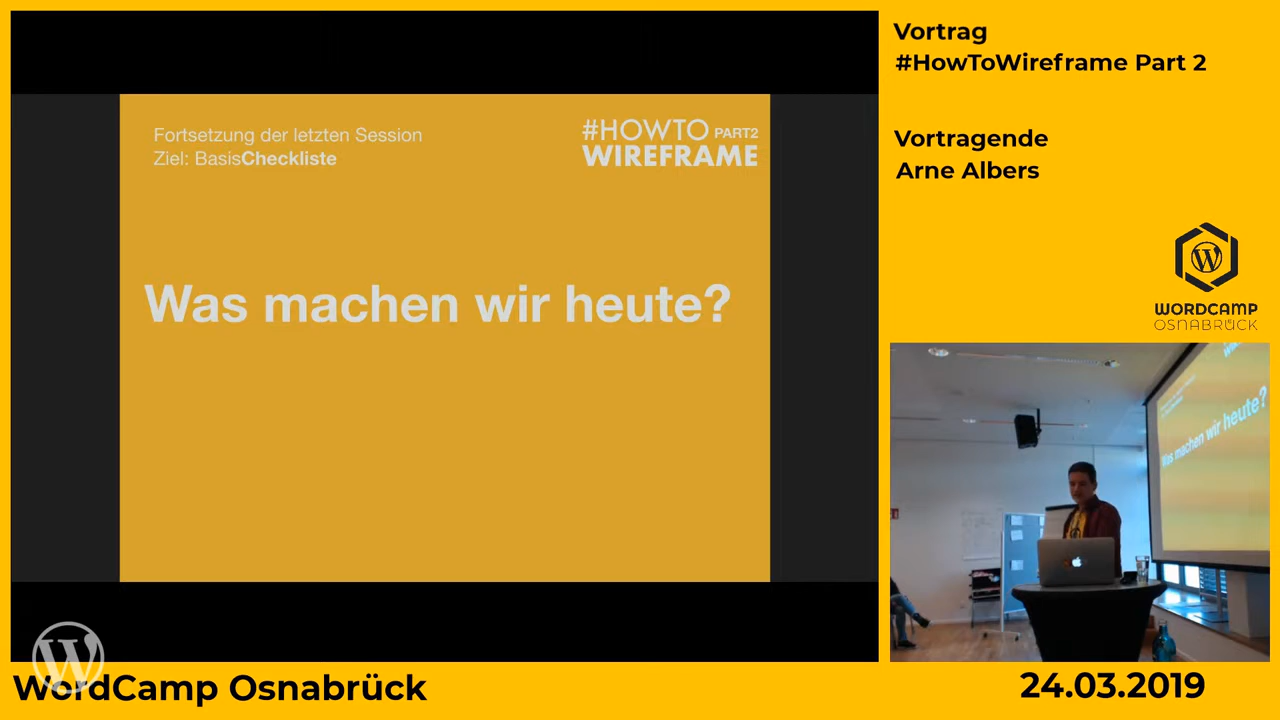 Fortsetzung der letzten Session
Ziel: BasisCheckliste
#HOWTO PART2
WIREFRAME
Was machen wir heute?
Vortrag
#HowToWireframe Part 2
Vortragende
Arne Albers
WORDCAMP
OSNABRÜCK
Was machen wir heute?
WordCamp Osnabrück
24.03.2019